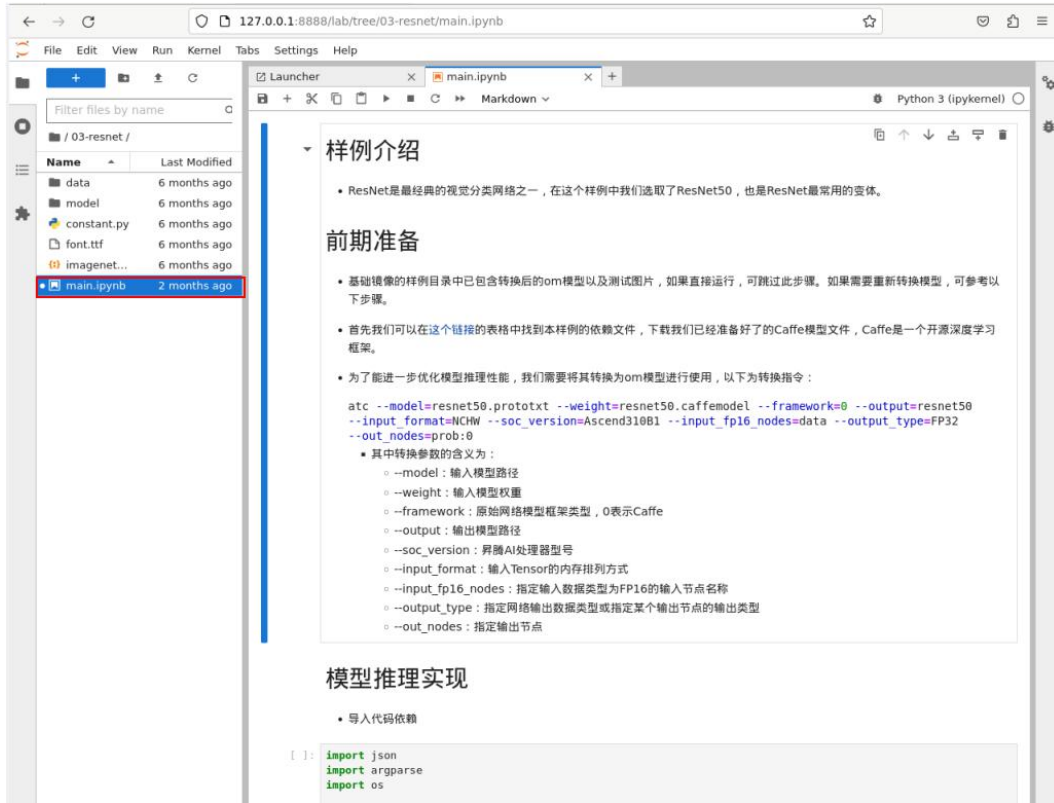 127.0.0.1:8888/lab/tree/03-resnet/main.ipynb
File Edit View Run Kernel Tabs Settings Help
+
Launcher × main.ipynb × +
Filter files by name
Markdown
Python 3 (ipykernel)
/ 03-resnet /
Name Last Modified
data 6 months ago
model 6 months ago
constant.py 6 months ago
font.ttf 6 months ago
imagenet... 6 months ago
main.ipynb 2 months ago
样例介绍
• ResNet是最经典的视觉分类网络之一，在这个样例中我们选取了ResNet50，也是ResNet最常用的变体。
前期准备
• 基础镜像的样例目录中已包含转换后的om模型以及测试图片，如果直接运行，可跳过此步骤。如果需要重新转换模型，可参考以
下步骤。
• 首先我们可以在这个链接的表格中找到本样例的依赖文件，下载我们已经准备好了的Caffe模型文件，Caffe是一个开源深度学习
框架。
• 为了能进一步优化模型推理性能，我们需要将其转换为om模型进行使用，以下为转换指令：
atc --model=resnet50.prototxt --weight=resnet50.caffemodel --framework=0 --output=resnet50
--input_format=NCHW --soc_version=Ascend310B1 --input_fp16_nodes=data --output_type=FP32
--out_nodes=prob:0
▪ 其中转换参数的含义为：
◦ --model：输入模型路径
◦ --weight：输入模型权重
◦ --framework：原始网络模型框架类型，0表示Caffe
◦ --output：输出模型路径
◦ --soc_version：昇腾AI处理器型号
◦ --input_format：输入Tensor的内存排列方式
◦ --input_fp16_nodes：指定输入数据类型为FP16的输入节点名称
◦ --output_type：指定网络输出数据类型或指定某个输出节点的输出类型
◦ --out_nodes：指定输出节点
模型推理实现
• 导入代码依赖
[ ]: import json
import argparse
import os